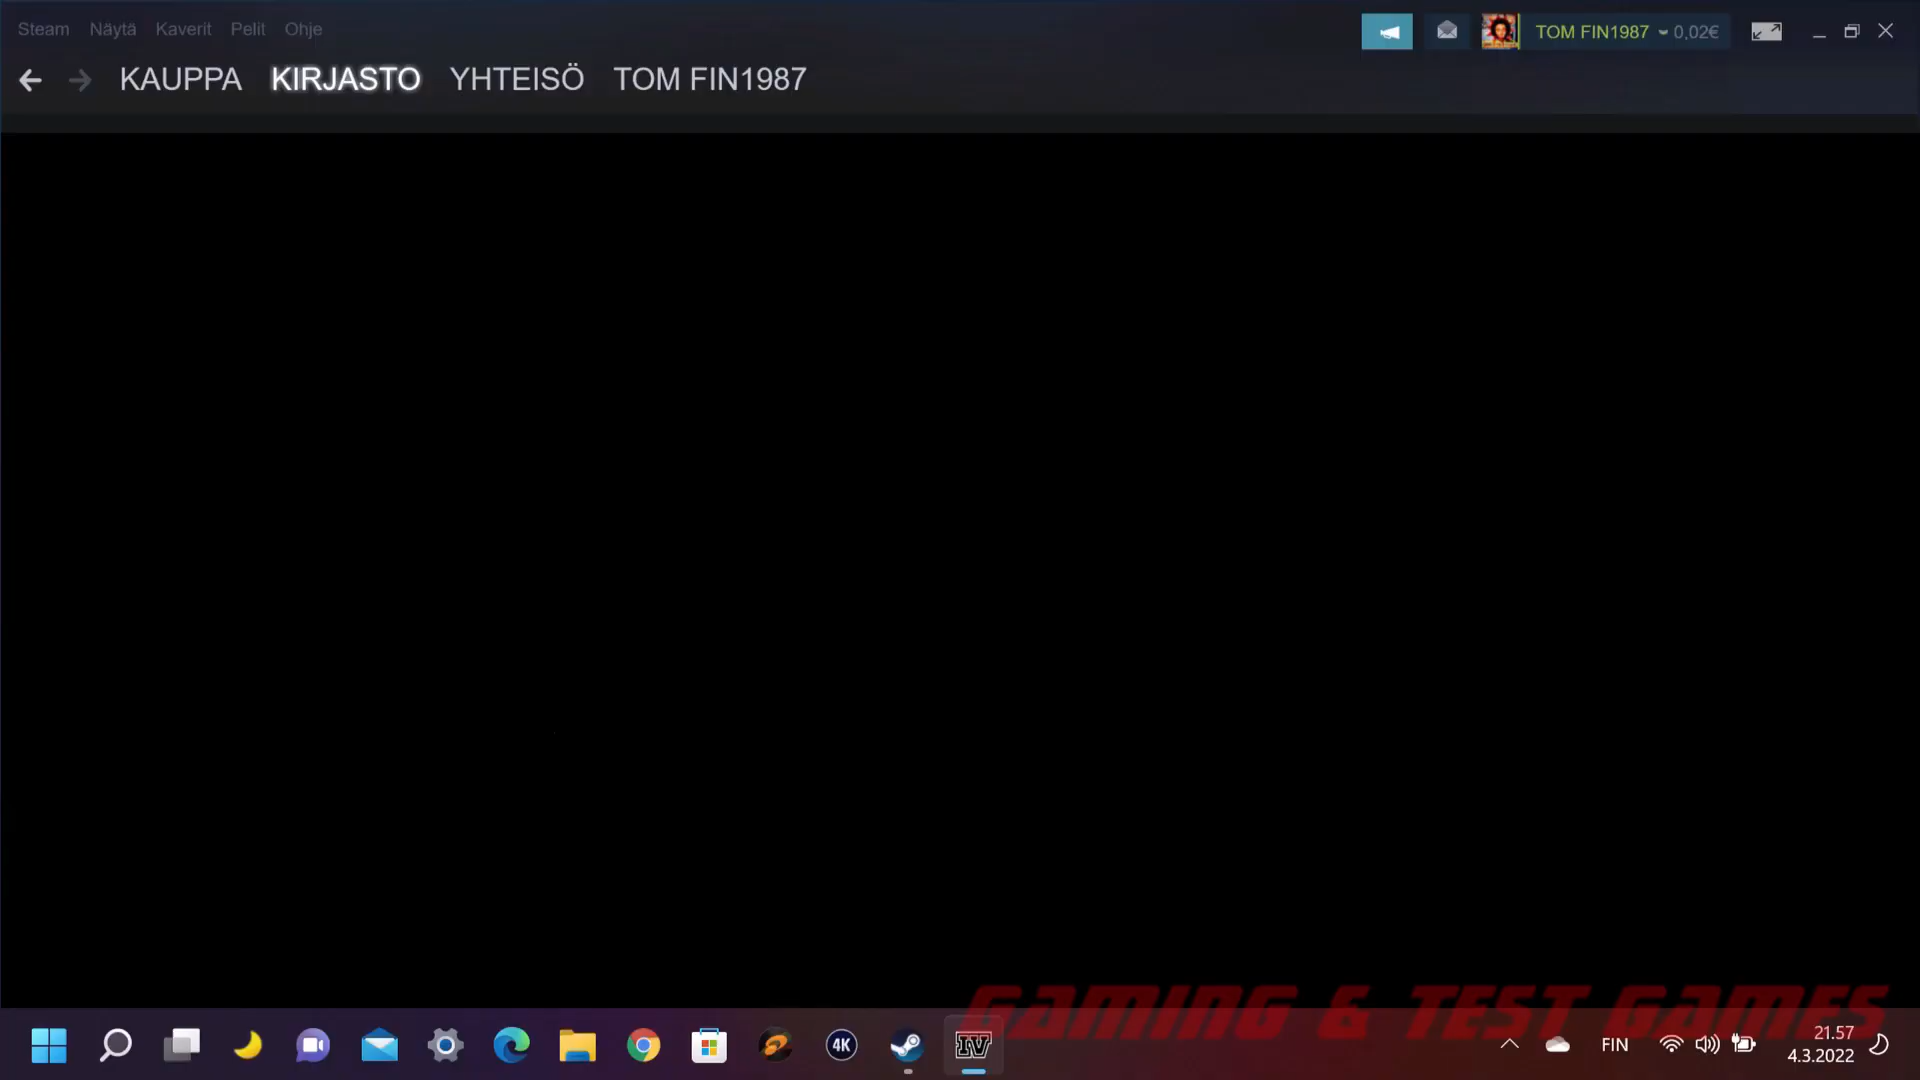 Steam Näytä Kaverit Pelit Ohje
TOM FIN1987 0,02€
KAUPPA KIRJASTO YHTEISÖ TOM FIN1987
GAMING & TEST GAMES
4K IV FIN
21.57
4.3.2022